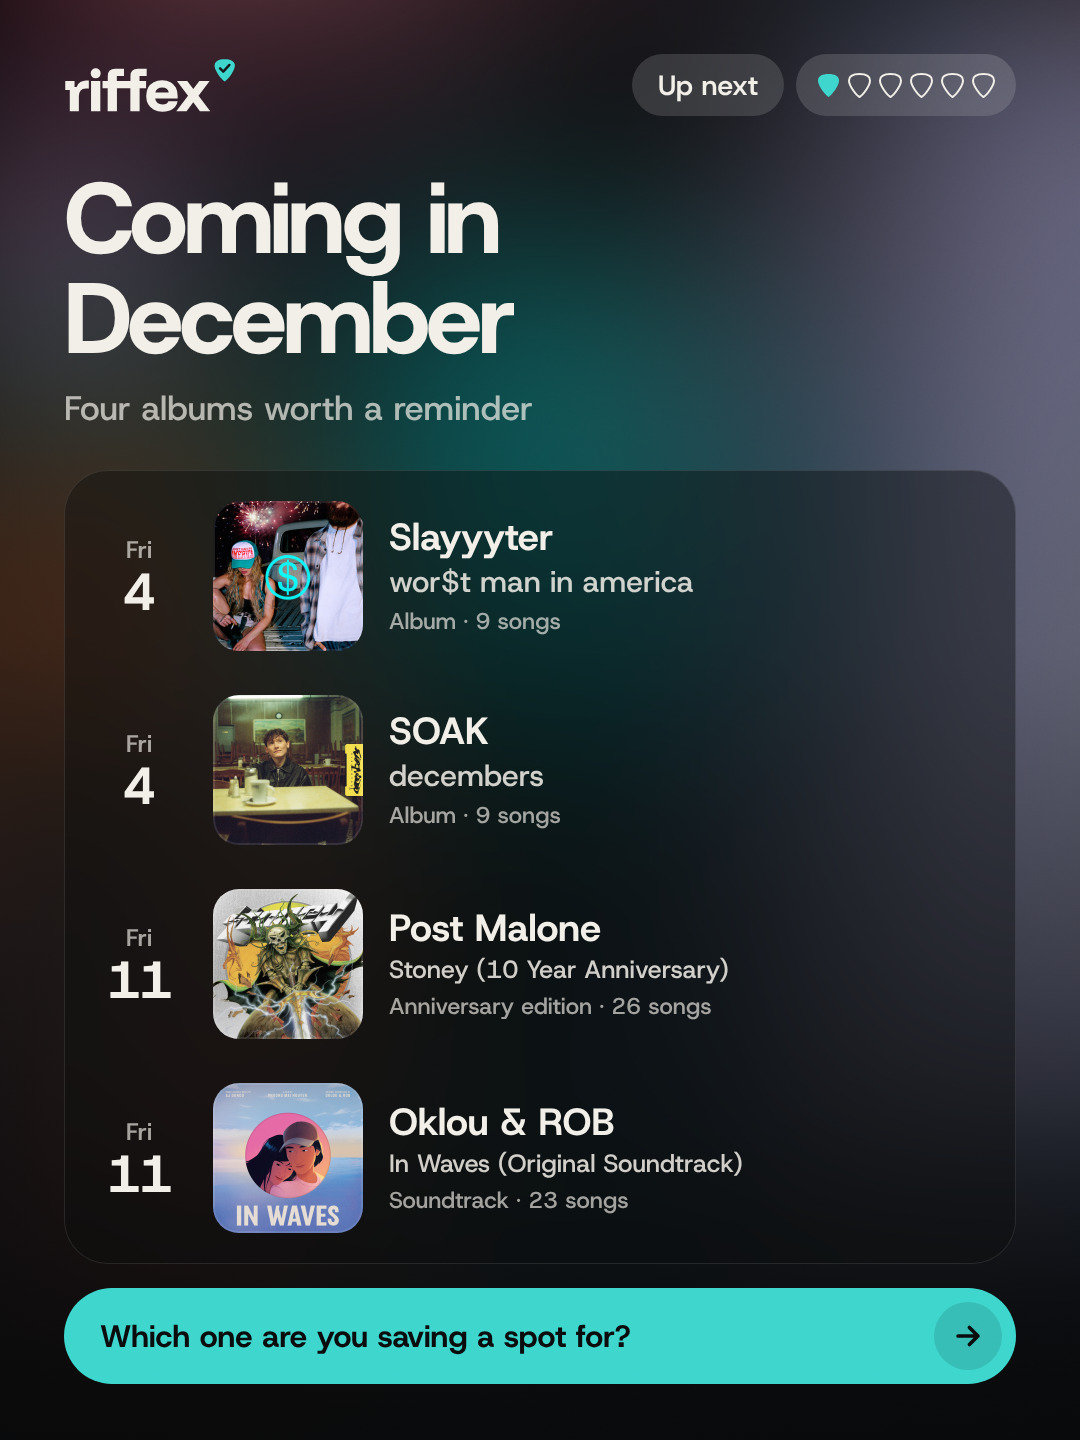 riffex
Up next
Coming in
December
Four albums worth a reminder
Fri
4
$
Slayyyter
wor$t man in america
Album · 9 songs
Fri
4
SOAK
decembers
Album · 9 songs
Fri
11
Post Malone
Stoney (10 Year Anniversary)
Anniversary edition · 26 songs
Fri
11
IN WAVES
Oklou & ROB
In Waves (Original Soundtrack)
Soundtrack · 23 songs
Which one are you saving a spot for?